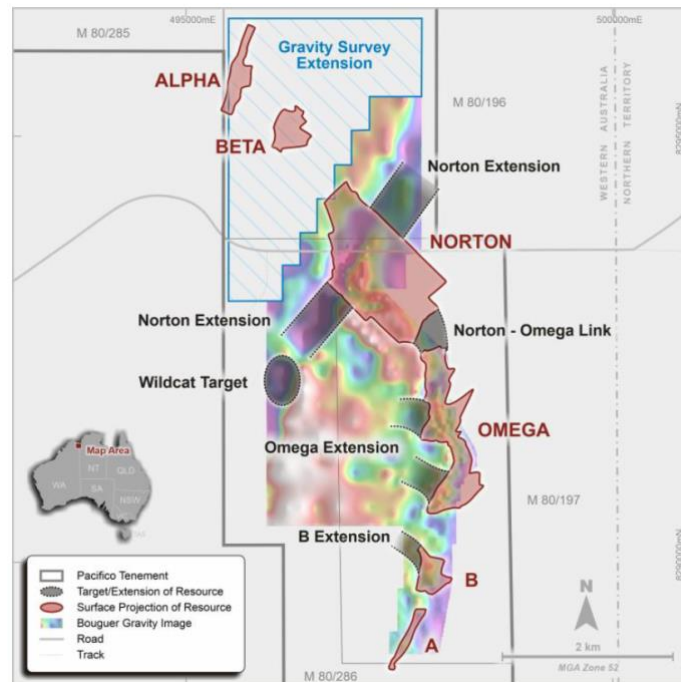 495000mE
500000mE
M 80/285
Gravity Survey
Extension
ALPHA
BETA
M 80/196
WESTERN AUSTRALIA
NORTHERN TERRITORY
8295000mN
Norton Extension
NORTON
Norton Extension
Norton - Omega Link
Wildcat Target
OMEGA
Omega Extension
Map Area
WA
NT
QLD
SA
NSW
M 80/197
B Extension
8290000mN
B
A
Pacifico Tenement
Target/Extension of Resource
Surface Projection of Resource
Bouguer Gravity Image
Road
Track
N
2 km
MGA Zone 52
M 80/286